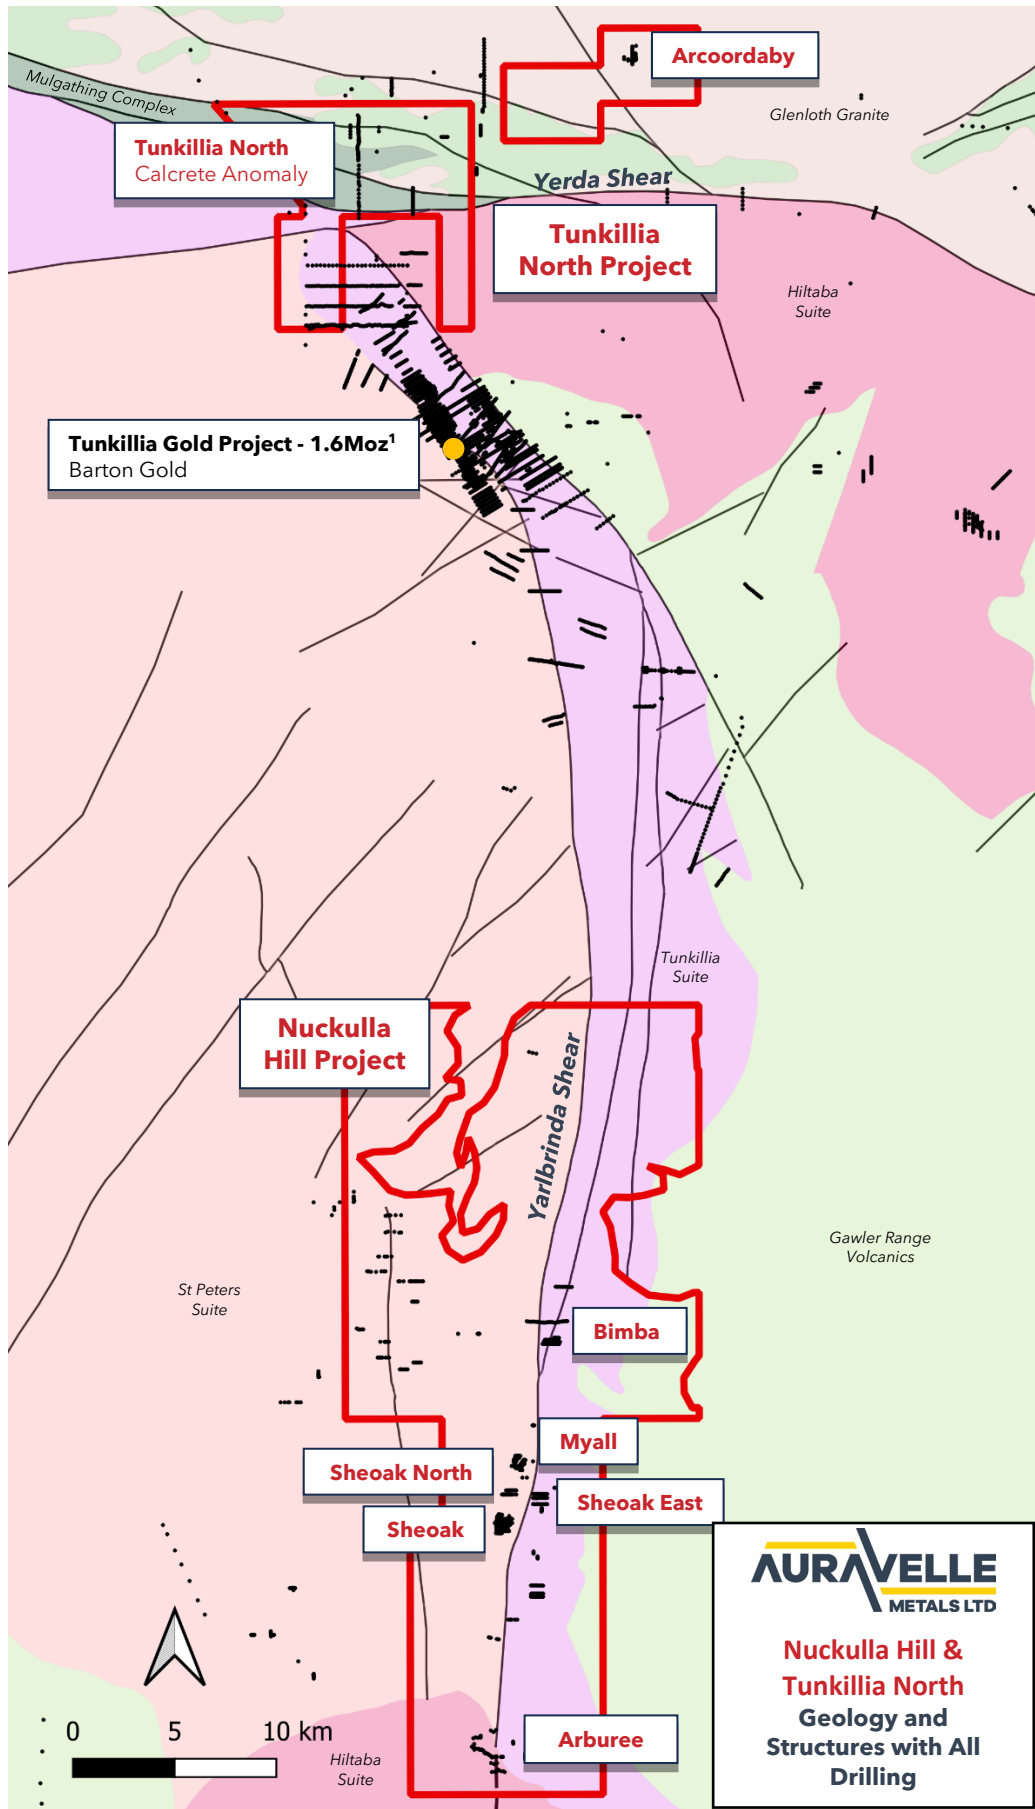 Arcoordaby
Mulgathing Complex
Glenloth Granite
Tunkillia North
Calcrete Anomaly
Yerda Shear
Tunkillia
North Project
Hiltaba
Suite
Tunkillia Gold Project - 1.6Moz¹
Barton Gold
Tunkillia
Suite
Nuckulla
Hill Project
Yarlbrinda Shear
Gawler Range
Volcanics
St Peters
Suite
Bimba
Myall
Sheoak North
Sheoak East
Sheoak
AURAVELLE
METALS LTD
Nuckulla Hill &
Tunkillia North
Geology and
Structures with All
Drilling
0 5 10 km
Hiltaba
Suite
Arburee